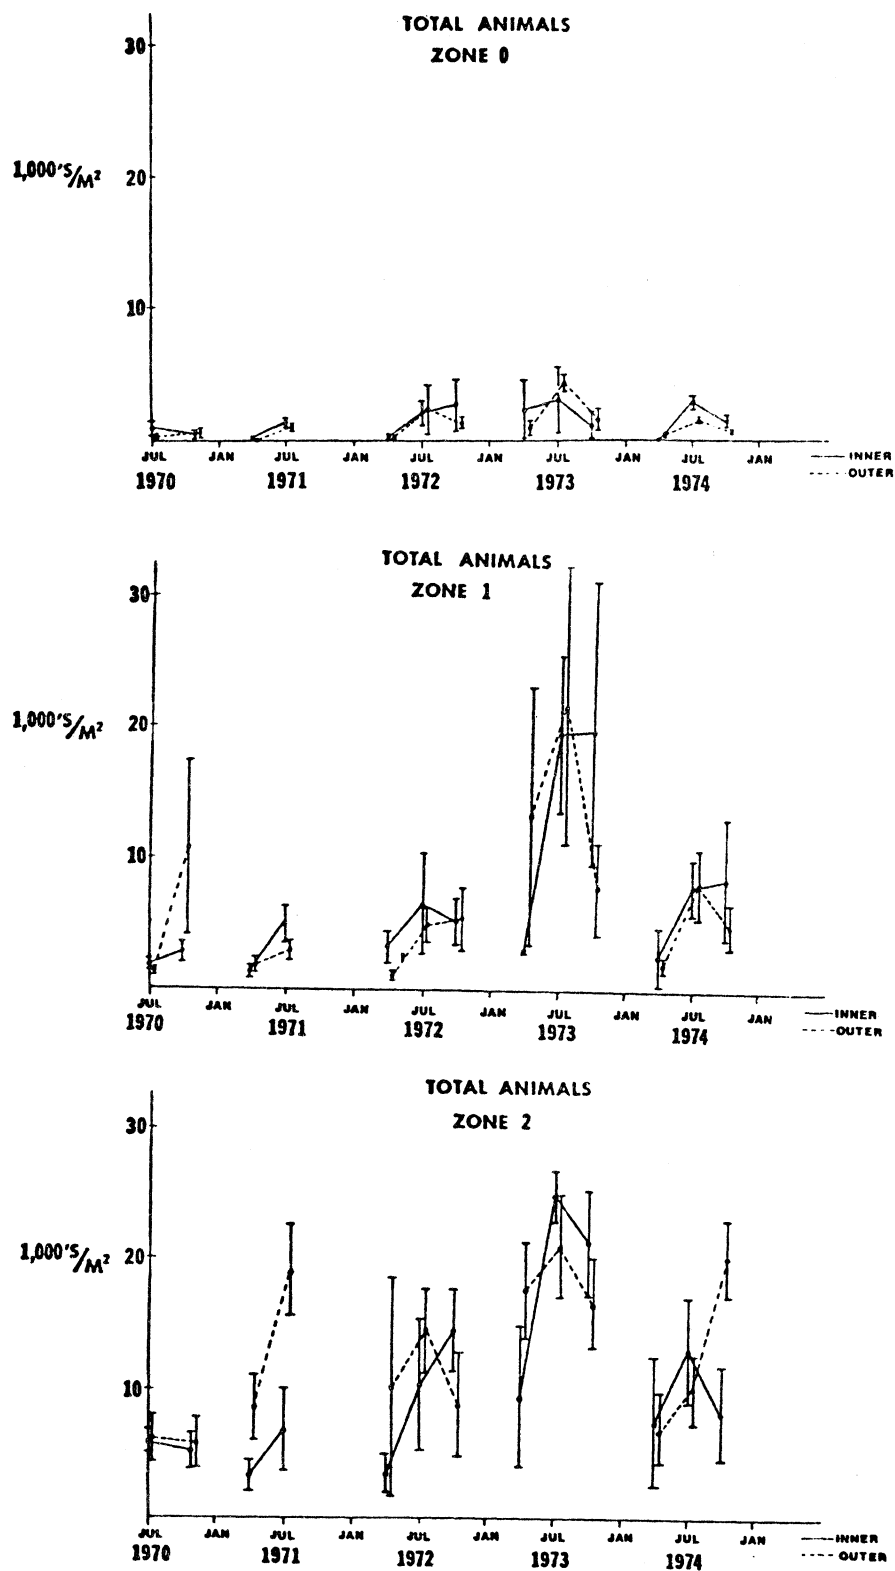 TOTAL ANIMALS
ZONE 0
30
1,000'S/M²
20
10
JUL JAN JUL JAN JUL JAN JUL JAN JUL JAN
1970 1971 1972 1973 1974
INNER
OUTER
TOTAL ANIMALS
ZONE 1
30
1,000'S/M²
20
10
JUL JAN JUL JAN JUL JAN JUL JAN JUL JAN
1970 1971 1972 1973 1974
INNER
OUTER
TOTAL ANIMALS
ZONE 2
30
1,000'S/M²
20
10
JUL JAN JUL JAN JUL JAN JUL JAN JUL JAN
1970 1971 1972 1973 1974
INNER
OUTER